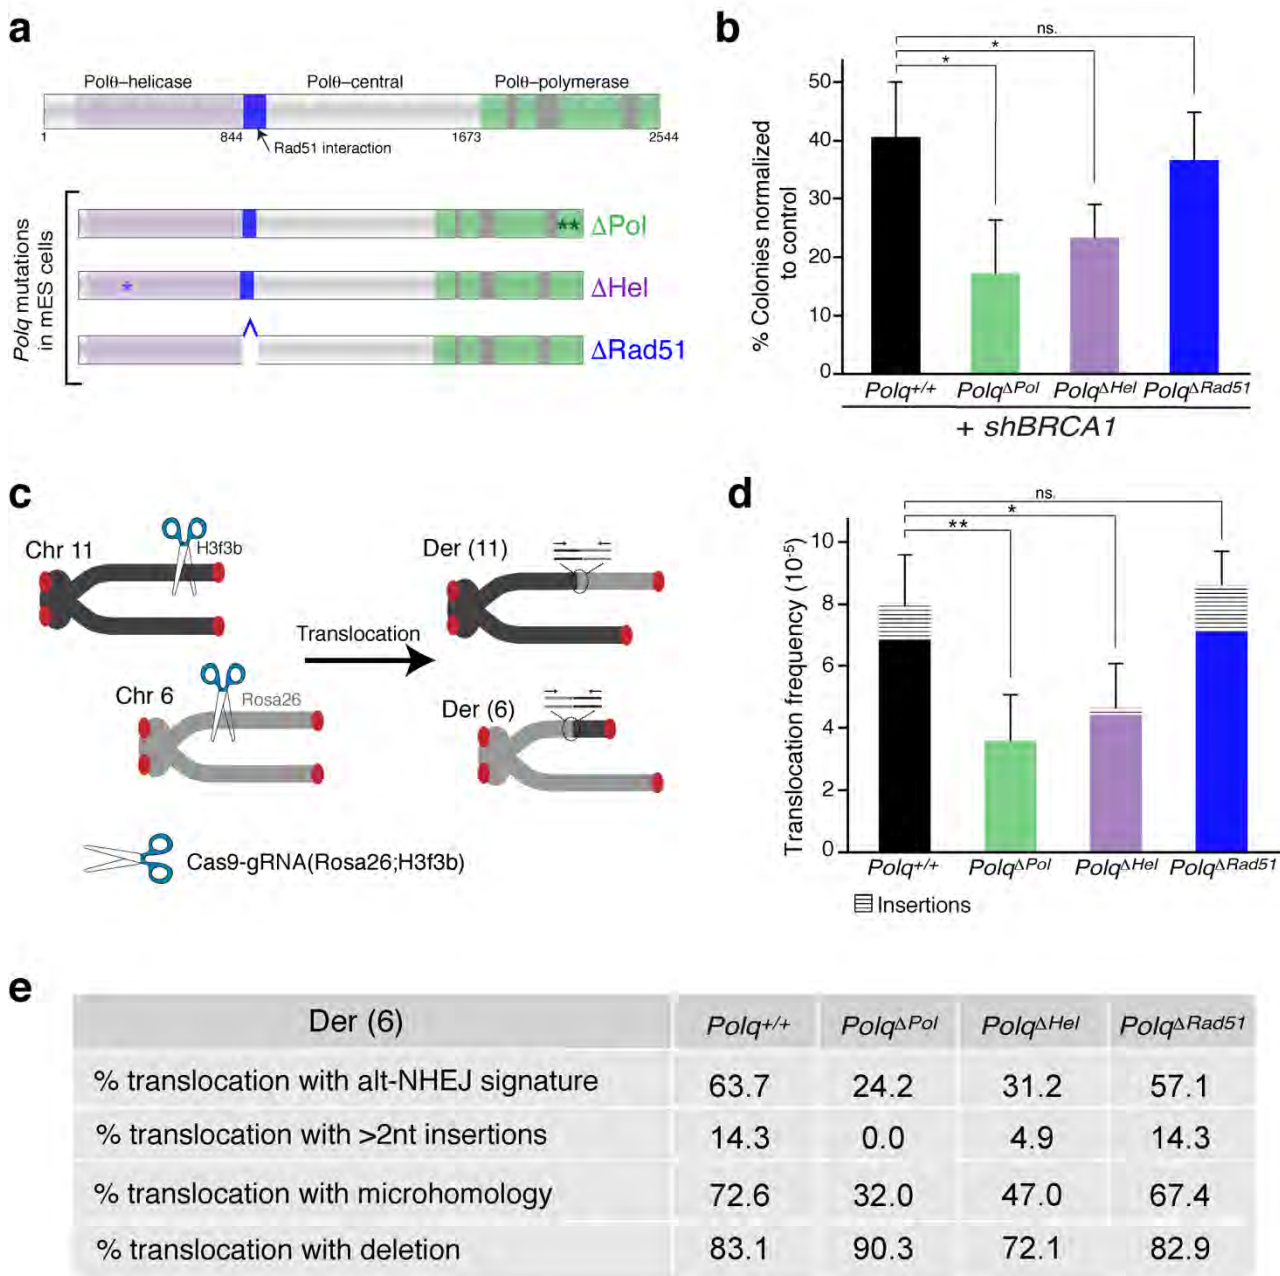 a
Polθ–helicase Polθ–central Polθ–polymerase
1 844 1673 2544
Rad51 interaction
Polq mutations
in mES cells
** ΔPol
* ΔHel
ΔRad51
b
ns.
*
*
% Colonies normalized
to control
50
40
30
20
10
0
Polq+/+ PolqΔPol PolqΔHel PolqΔRad51
+ shBRCA1
c
Chr 11
H3f3b
Der (11)
Translocation
Chr 6
Rosa26
Der (6)
Cas9-gRNA(Rosa26;H3f3b)
d
ns.
*
**
Translocation frequency (10-5)
10
8
6
4
2
0
Polq+/+ PolqΔPol PolqΔHel PolqΔRad51
Insertions
e
Der (6) Polq+/+ PolqΔPol PolqΔHel PolqΔRad51
% translocation with alt-NHEJ signature 63.7 24.2 31.2 57.1
% translocation with >2nt insertions 14.3 0.0 4.9 14.3
% translocation with microhomology 72.6 32.0 47.0 67.4
% translocation with deletion 83.1 90.3 72.1 82.9